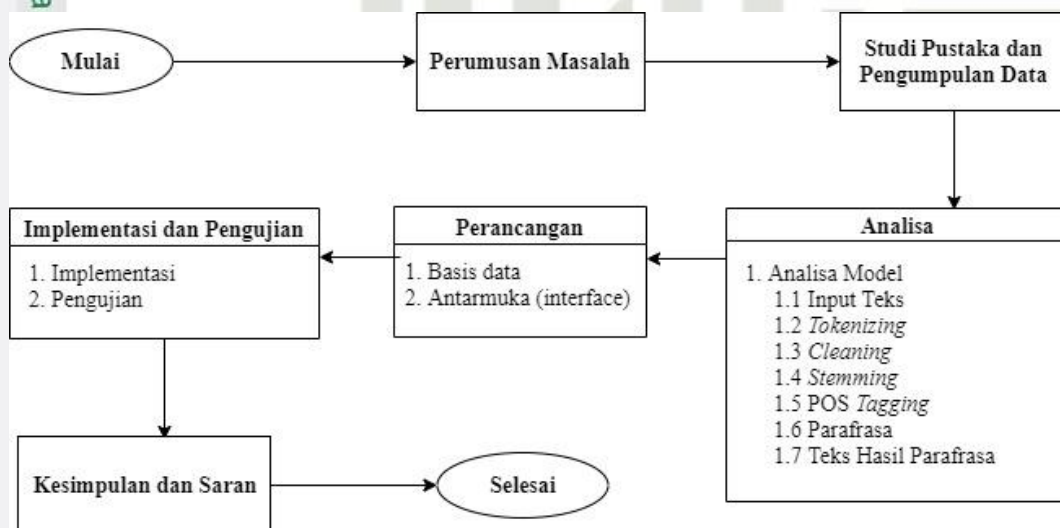 Mulai
Perumusan Masalah
Studi Pustaka dan
Pengumpulan Data
Analisa
1. Analisa Model
1.1 Input Teks
1.2 Tokenizing
1.3 Cleaning
1.4 Stemming
1.5 POS Tagging
1.6 Parafrasa
1.7 Teks Hasil Parafrasa
Perancangan
1. Basis data
2. Antarmuka (interface)
Implementasi dan Pengujian
1. Implementasi
2. Pengujian
Kesimpulan dan Saran
Selesai